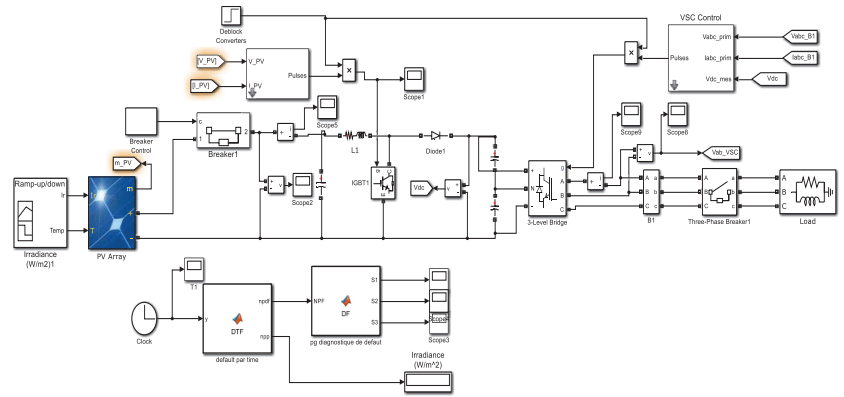 VSC Control
Deblock
Converters
[V_PV]
V_PV
[I_PV]
I_PV
Pulses
×
Scope1
×
Pulses
Vabc_prim
Vabc_B1
Iabc_prim
Iabc_B1
Vdc_mes
Vdc
Breaker
Control
c
1
2
Breaker1
+
-
i
Scope5
L1
Diode1
Scope9
Scope8
+
-
v
Vab_VSC
m_PV
+
-
v
Scope2
g
C
E
IGBT1
Vdc
v
+
-
+
N
-
g
A
B
C
3-Level Bridge
+
-
i
A
B
C
a
b
c
B1
A
B
C
a
b
c
Three-Phase Breaker1
A
B
C
Load
Ramp-up/down
Ir
Temp
Irradiance
(W/m2)1
Ir
T
m
+
-
PV Array
T1
Clock
y
npdf
npp
DTF
default par time
NPF
DF
S1
S2
S3
pg diagnostique de defaut
Scope3
Irradiance
(W/m^2)